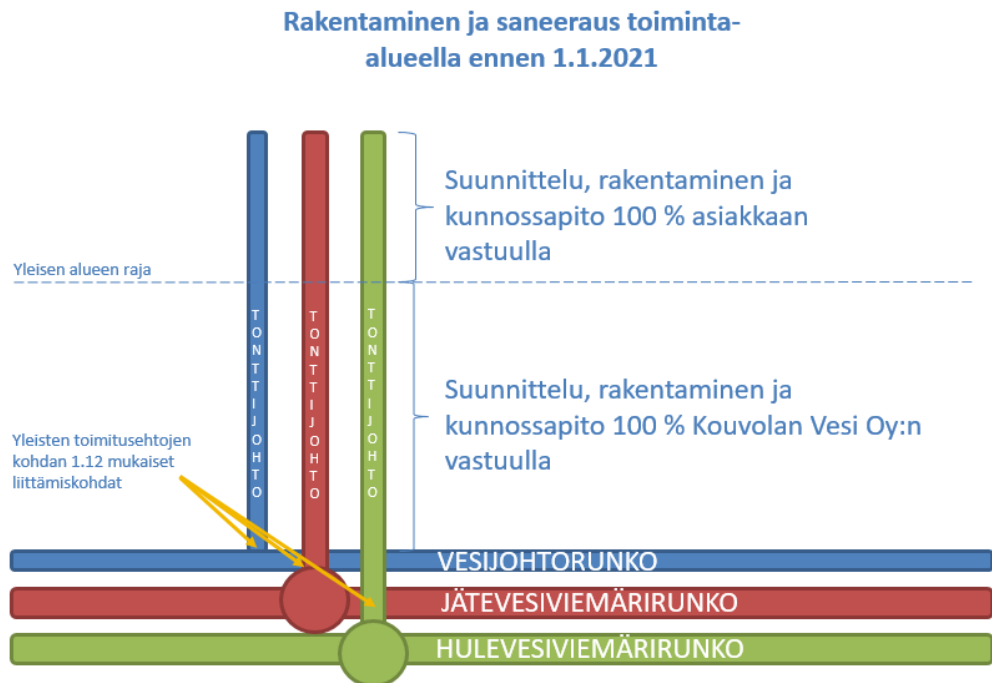 Rakentaminen ja saneeraus toiminta-
alueella ennen 1.1.2021
Suunnittelu, rakentaminen ja
kunnossapito 100 % asiakkaan
vastuulla
Yleisen alueen raja
TONTTIJOHTO
TONTTIJOHTO
TONTTIJOHTO
Suunnittelu, rakentaminen ja
kunnossapito 100 % Kouvolan Vesi Oy:n
vastuulla
Yleisten toimitusehtojen
kohdan 1.12 mukaiset
liittämiskohdat
VESIJOHTORUNKO
JÄTEVESIVIEMÄRIRUNKO
HULEVESIVIEMÄRIRUNKO